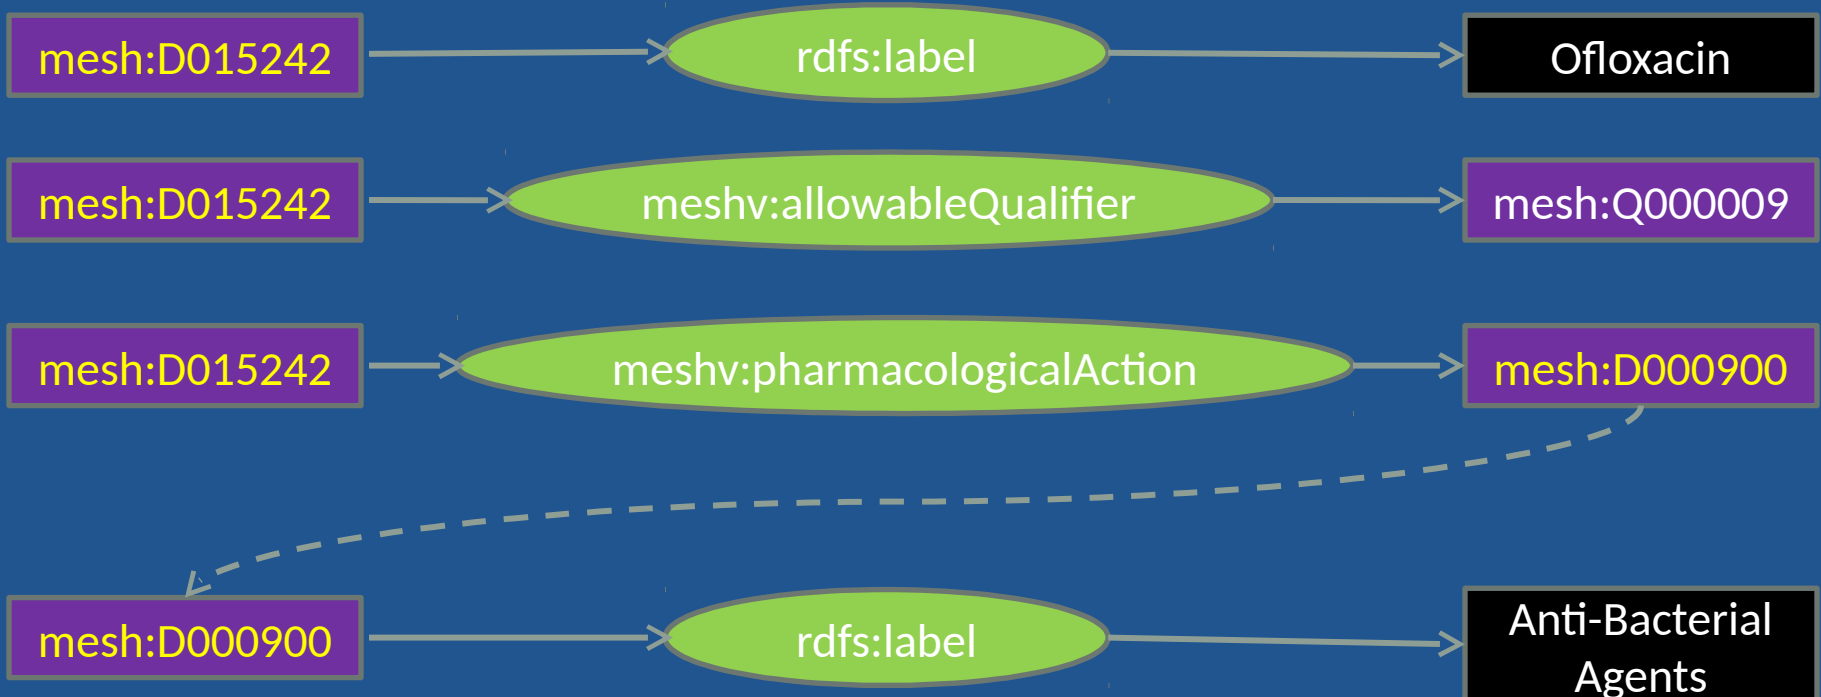 mesh:D015242 rdfs:label Ofloxacin
mesh:D015242 meshv:allowableQualifier mesh:Q000009
mesh:D015242 meshv:pharmacologicalAction mesh:D000900
mesh:D000900 rdfs:label Anti-Bacterial
Agents